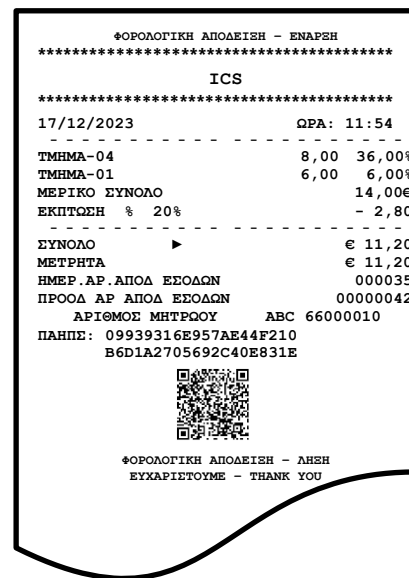 ΦΟΡΟΛΟΓΙΚΗ ΑΠΟΔΕΙΞΗ – ΕΝΑΡΞΗ
******************************************
ICS
******************************************
17/12/2023 ΩΡΑ: 11:54
- - - - - - - - - - - - - - - - - - - - -
ΤΜΗΜΑ-04 8,00 36,00%
ΤΜΗΜΑ-01 6,00 6,00%
ΜΕΡΙΚΟ ΣΥΝΟΛΟ 14,00€
ΕΚΠΤΩΣΗ % 20% - 2,80
- - - - - - - - - - - - - - - - - - - - -
ΣΥΝΟΛΟ ► € 11,20
ΜΕΤΡΗΤΑ € 11,20
ΗΜΕΡ.ΑΡ.ΑΠΟΔ ΕΣΟΔΩΝ 000035
ΠΡΟΟΔ ΑΡ ΑΠΟΔ ΕΣΟΔΩΝ 00000042
ΑΡΙΘΜΟΣ ΜΗΤΡΩΟΥ ABC 66000010
ΠΑΗΠΣ: 09939316E957AE44F210
B6D1A2705692C40E831E
ΦΟΡΟΛΟΓΙΚΗ ΑΠΟΔΕΙΞΗ – ΛΗΞΗ
ΕΥΧΑΡΙΣΤΟΥΜΕ – THANK YOU